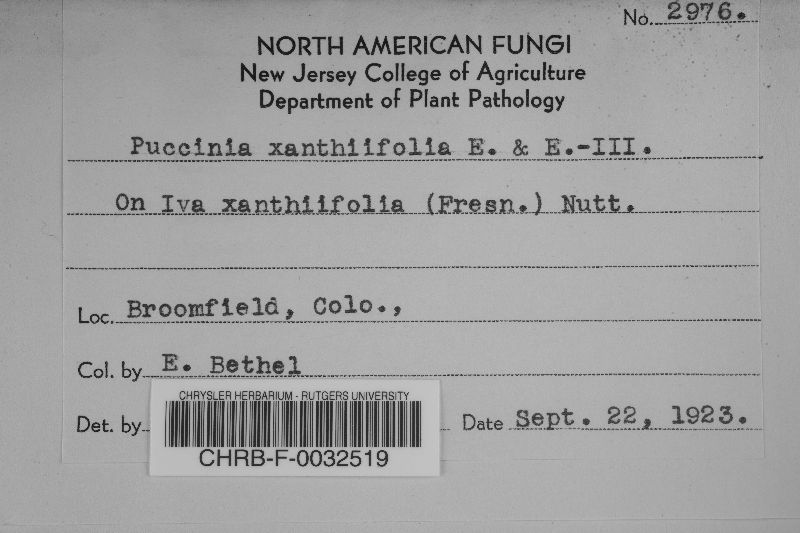 No. 2976.
NORTH AMERICAN FUNGI
New Jersey College of Agriculture
Department of Plant Pathology
Puccinia xanthiifolia E. & E.-III.
On Iva xanthiifolia (Fresn.) Nutt.
Loc. Broomfield, Colo.,
Col. by E. Bethel
CHRYSLER HERBARIUM - RUTGERS UNIVERSITY
Det. by
Date Sept. 22, 1923.
CHRB-F-0032519